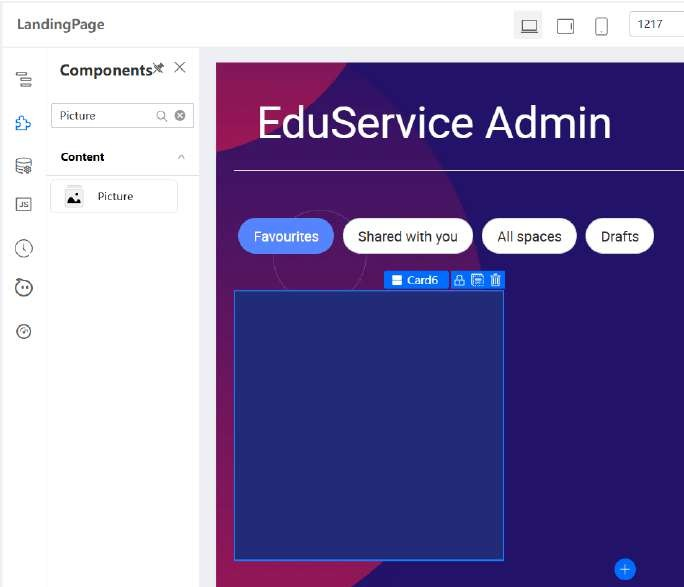 LandingPage
1217
Components
Picture
Content
Picture
JS
EduService Admin
Favourites
Shared with you
All spaces
Drafts
Card6